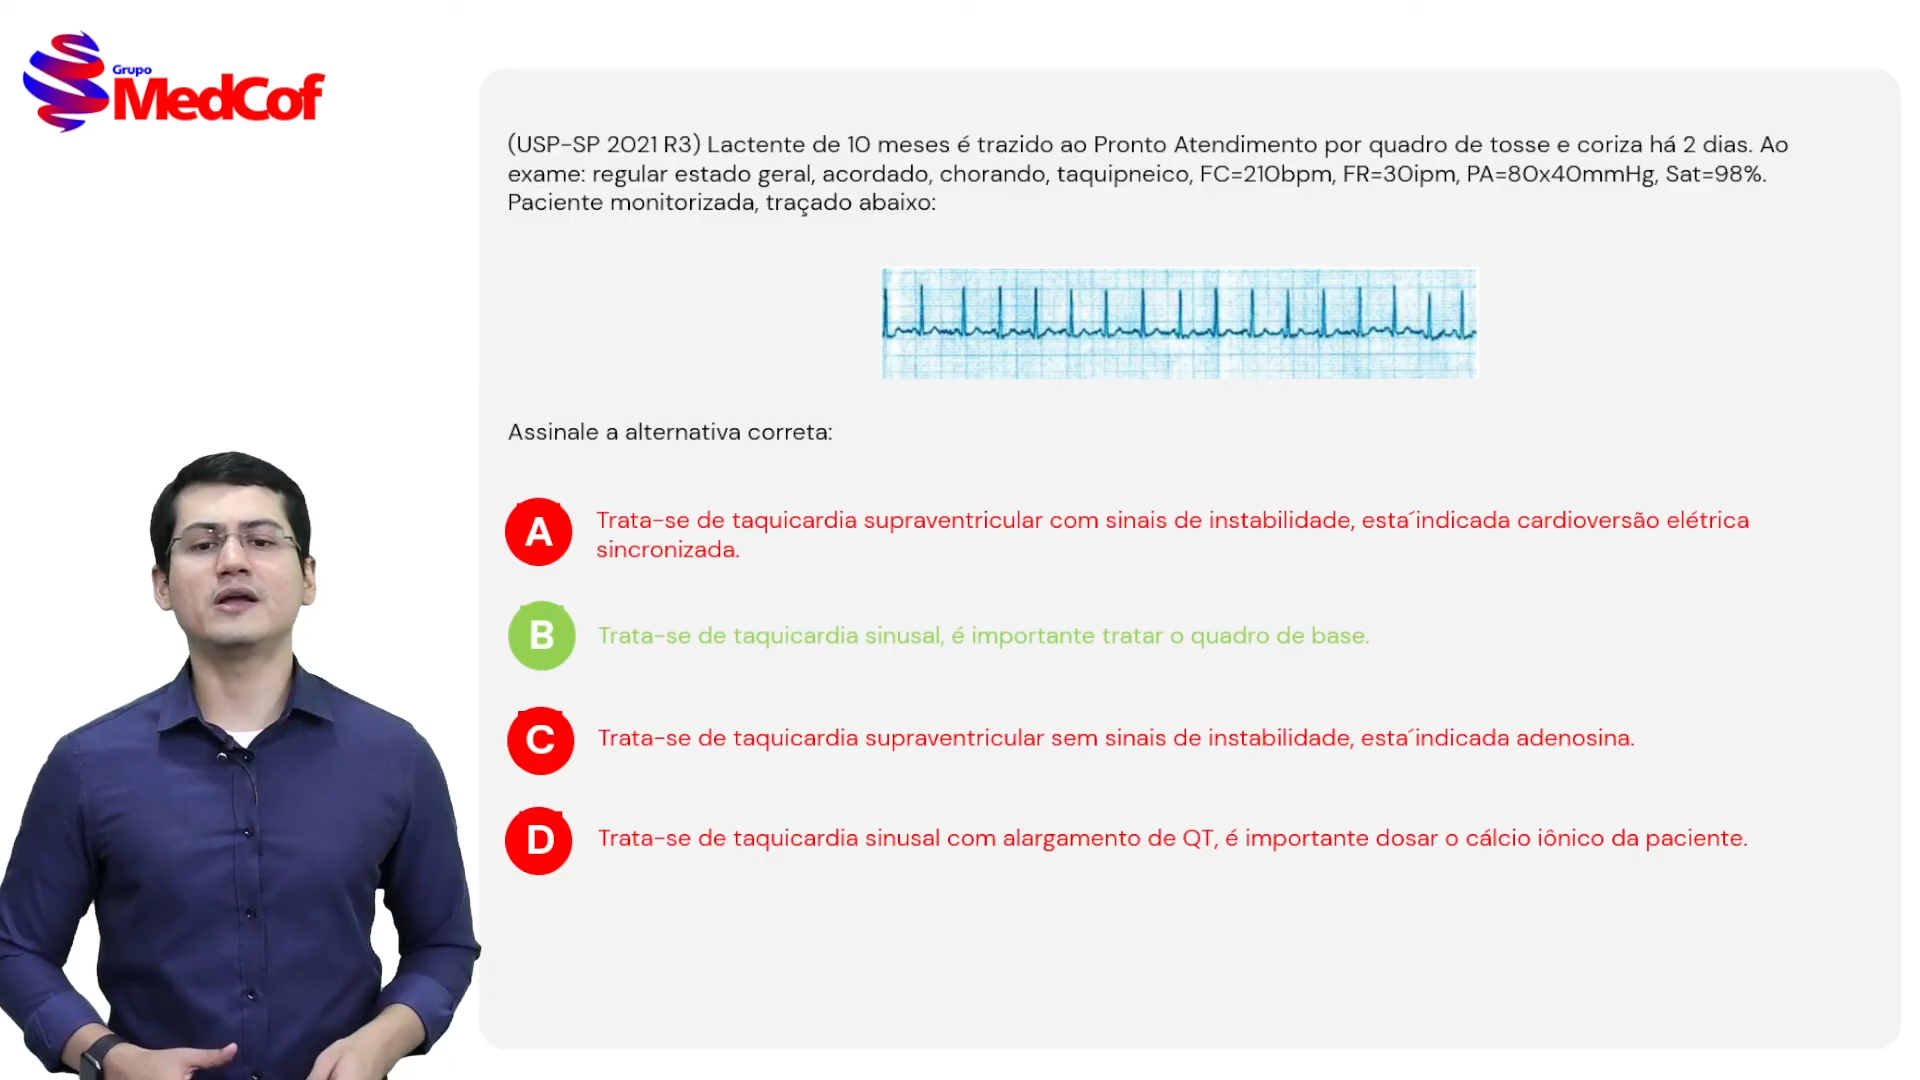 Grupo
MedCof
(USP-SP 2021 R3) Lactente de 10 meses é trazido ao Pronto Atendimento por quadro de tosse e coriza há 2 dias. Ao
exame: regular estado geral, acordado, chorando, taquipneico, FC=210bpm, FR=30ipm, PA=80x40mmHg, Sat=98%.
Paciente monitorizada, traçado abaixo:
Assinale a alternativa correta:
A Trata-se de taquicardia supraventricular com sinais de instabilidade, esta´indicada cardioversão elétrica
sincronizada.
B Trata-se de taquicardia sinusal, é importante tratar o quadro de base.
C Trata-se de taquicardia supraventricular sem sinais de instabilidade, esta´indicada adenosina.
D Trata-se de taquicardia sinusal com alargamento de QT, é importante dosar o cálcio iônico da paciente.